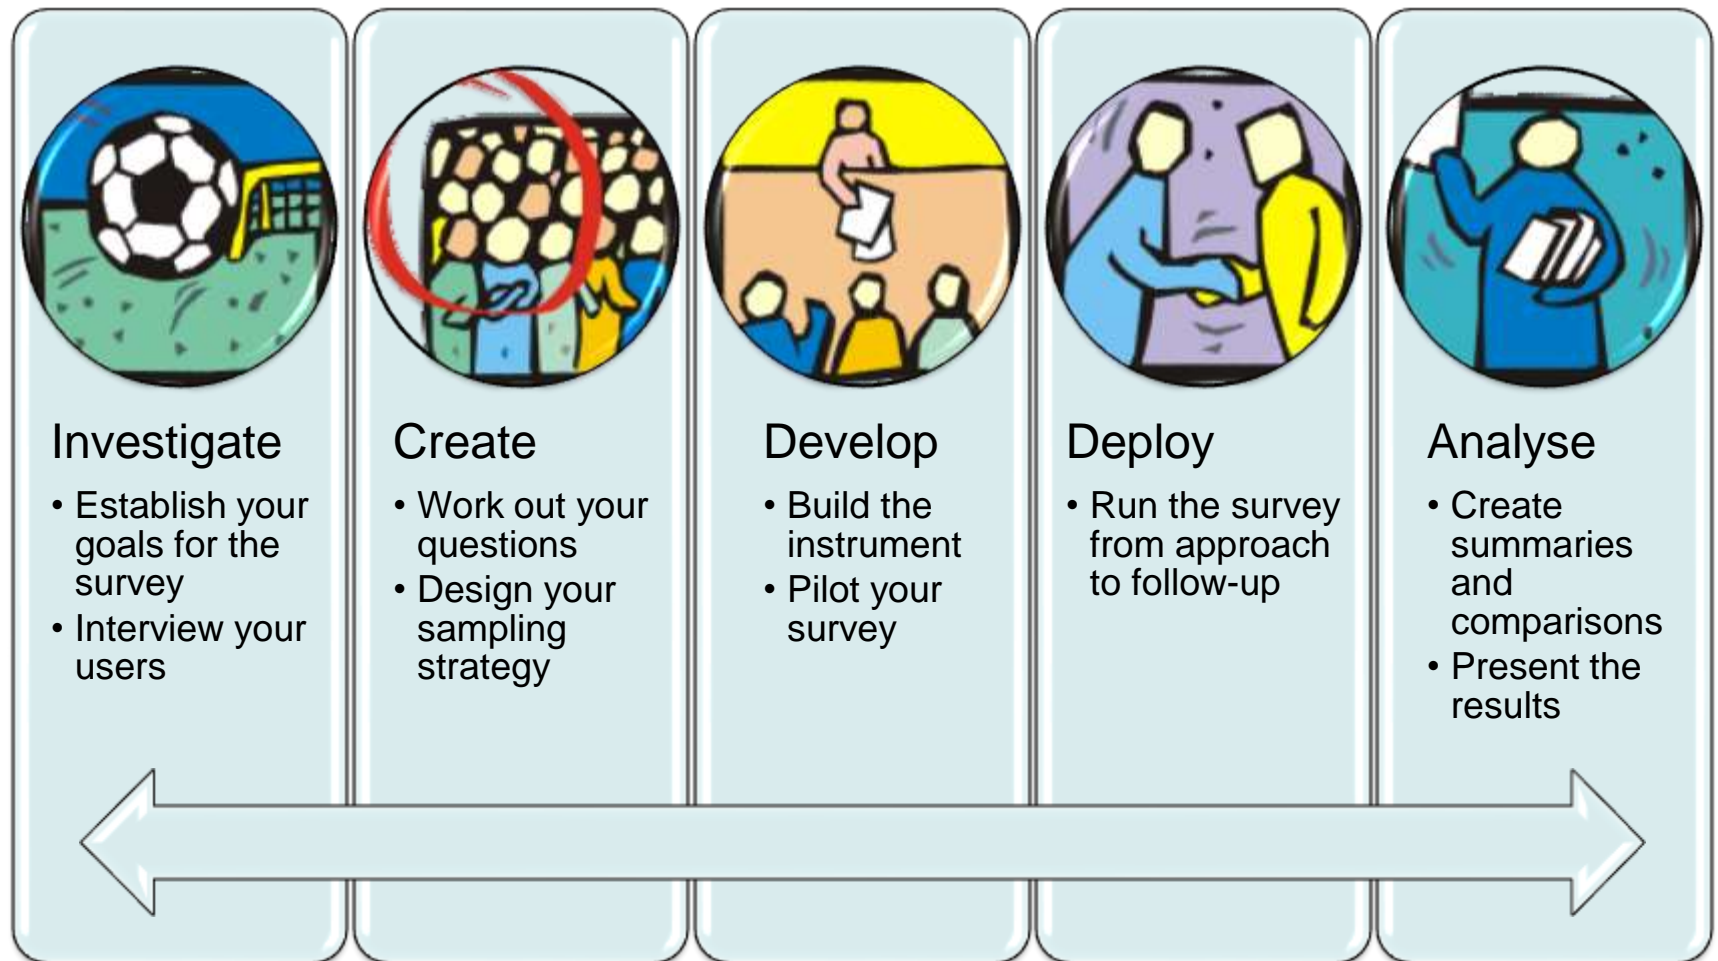 Investigate
• Establish your
goals for the
survey
• Interview your
users
Create
• Work out your
questions
• Design your
sampling
strategy
Develop
• Build the
instrument
• Pilot your
survey
Deploy
• Run the survey
from approach
to follow-up
Analyse
• Create
summaries
and
comparisons
• Present the
results